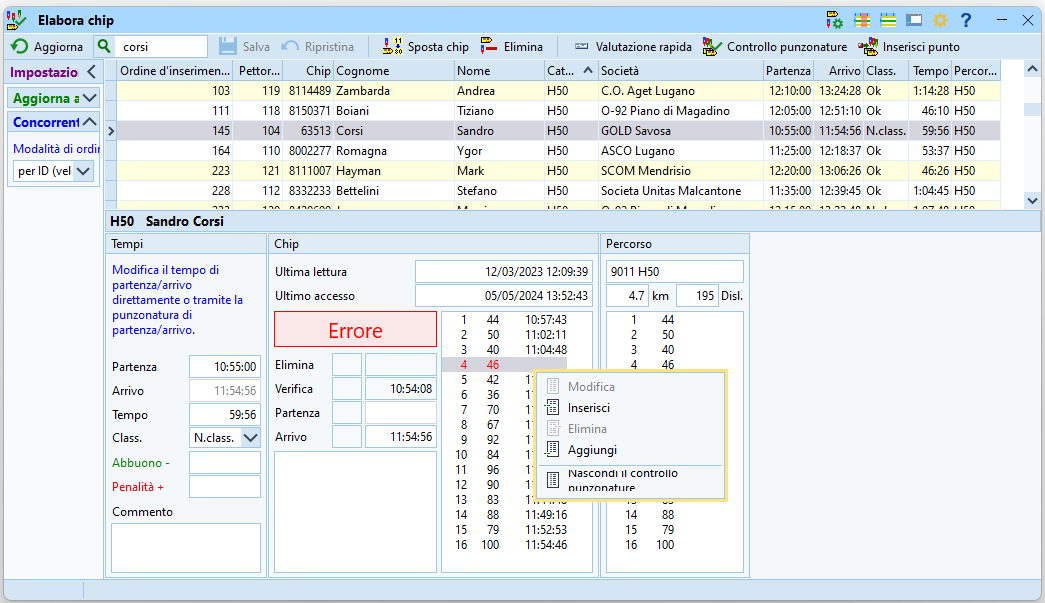 Elabora chip
?
Aggiorna corsi Salva Ripristina Sposta chip Elimina Valutazione rapida Controllo punzonature Inserisci punto
Impostazio
Aggiorna a
Concorrent
Modalità di ordir
per ID (vel
Ordine d'inserimen... Pettor... Chip Cognome Nome Cat... Società Partenza Arrivo Class. Tempo Percor...
103 119 8114489 Zambarda Andrea H50 C.O. Aget Lugano 12:10:00 13:24:28 Ok 1:14:28 H50
111 118 8150371 Boiani Tiziano H50 O-92 Piano di Magadino 12:05:00 12:51:10 Ok 46:10 H50
145 104 63513 Corsi Sandro H50 GOLD Savosa 10:55:00 11:54:56 N.class. 59:56 H50
164 110 8002277 Romagna Ygor H50 ASCO Lugano 11:25:00 12:18:37 Ok 53:37 H50
223 121 8111007 Hayman Mark H50 SCOM Mendrisio 12:20:00 13:06:26 Ok 46:26 H50
228 112 8332233 Bettelini Stefano H50 Societa Unitas Malcantone 11:35:00 12:39:45 Ok 1:04:45 H50
H50 Sandro Corsi
Tempi
Modifica il tempo di
partenza/arrivo
direttamente o tramite la
punzonatura di
partenza/arrivo.
Partenza 10:55:00
Arrivo 11:54:56
Tempo 59:56
Class. N.class.
Abbuono -
Penalità +
Commento
Chip
Ultima lettura 12/03/2023 12:09:39
Ultimo accesso 05/05/2024 13:52:43
Errore
Elimina
Verifica 10:54:08
Partenza
Arrivo 11:54:56
1 44 10:57:43
2 50 11:02:11
3 40 11:04:48
4 46
5 42
6 36
7 70
8 67
9 92
10 84
11 96
12 90
13 83
14 88 11:49:16
15 79 11:52:53
16 100 11:54:46
Modifica
Inserisci
Elimina
Aggiungi
Nascondi il controllo
punzonature
Percorso
9011 H50
4.7 km 195 Disl.
1 44
2 50
3 40
4 46
14 88
15 79
16 100